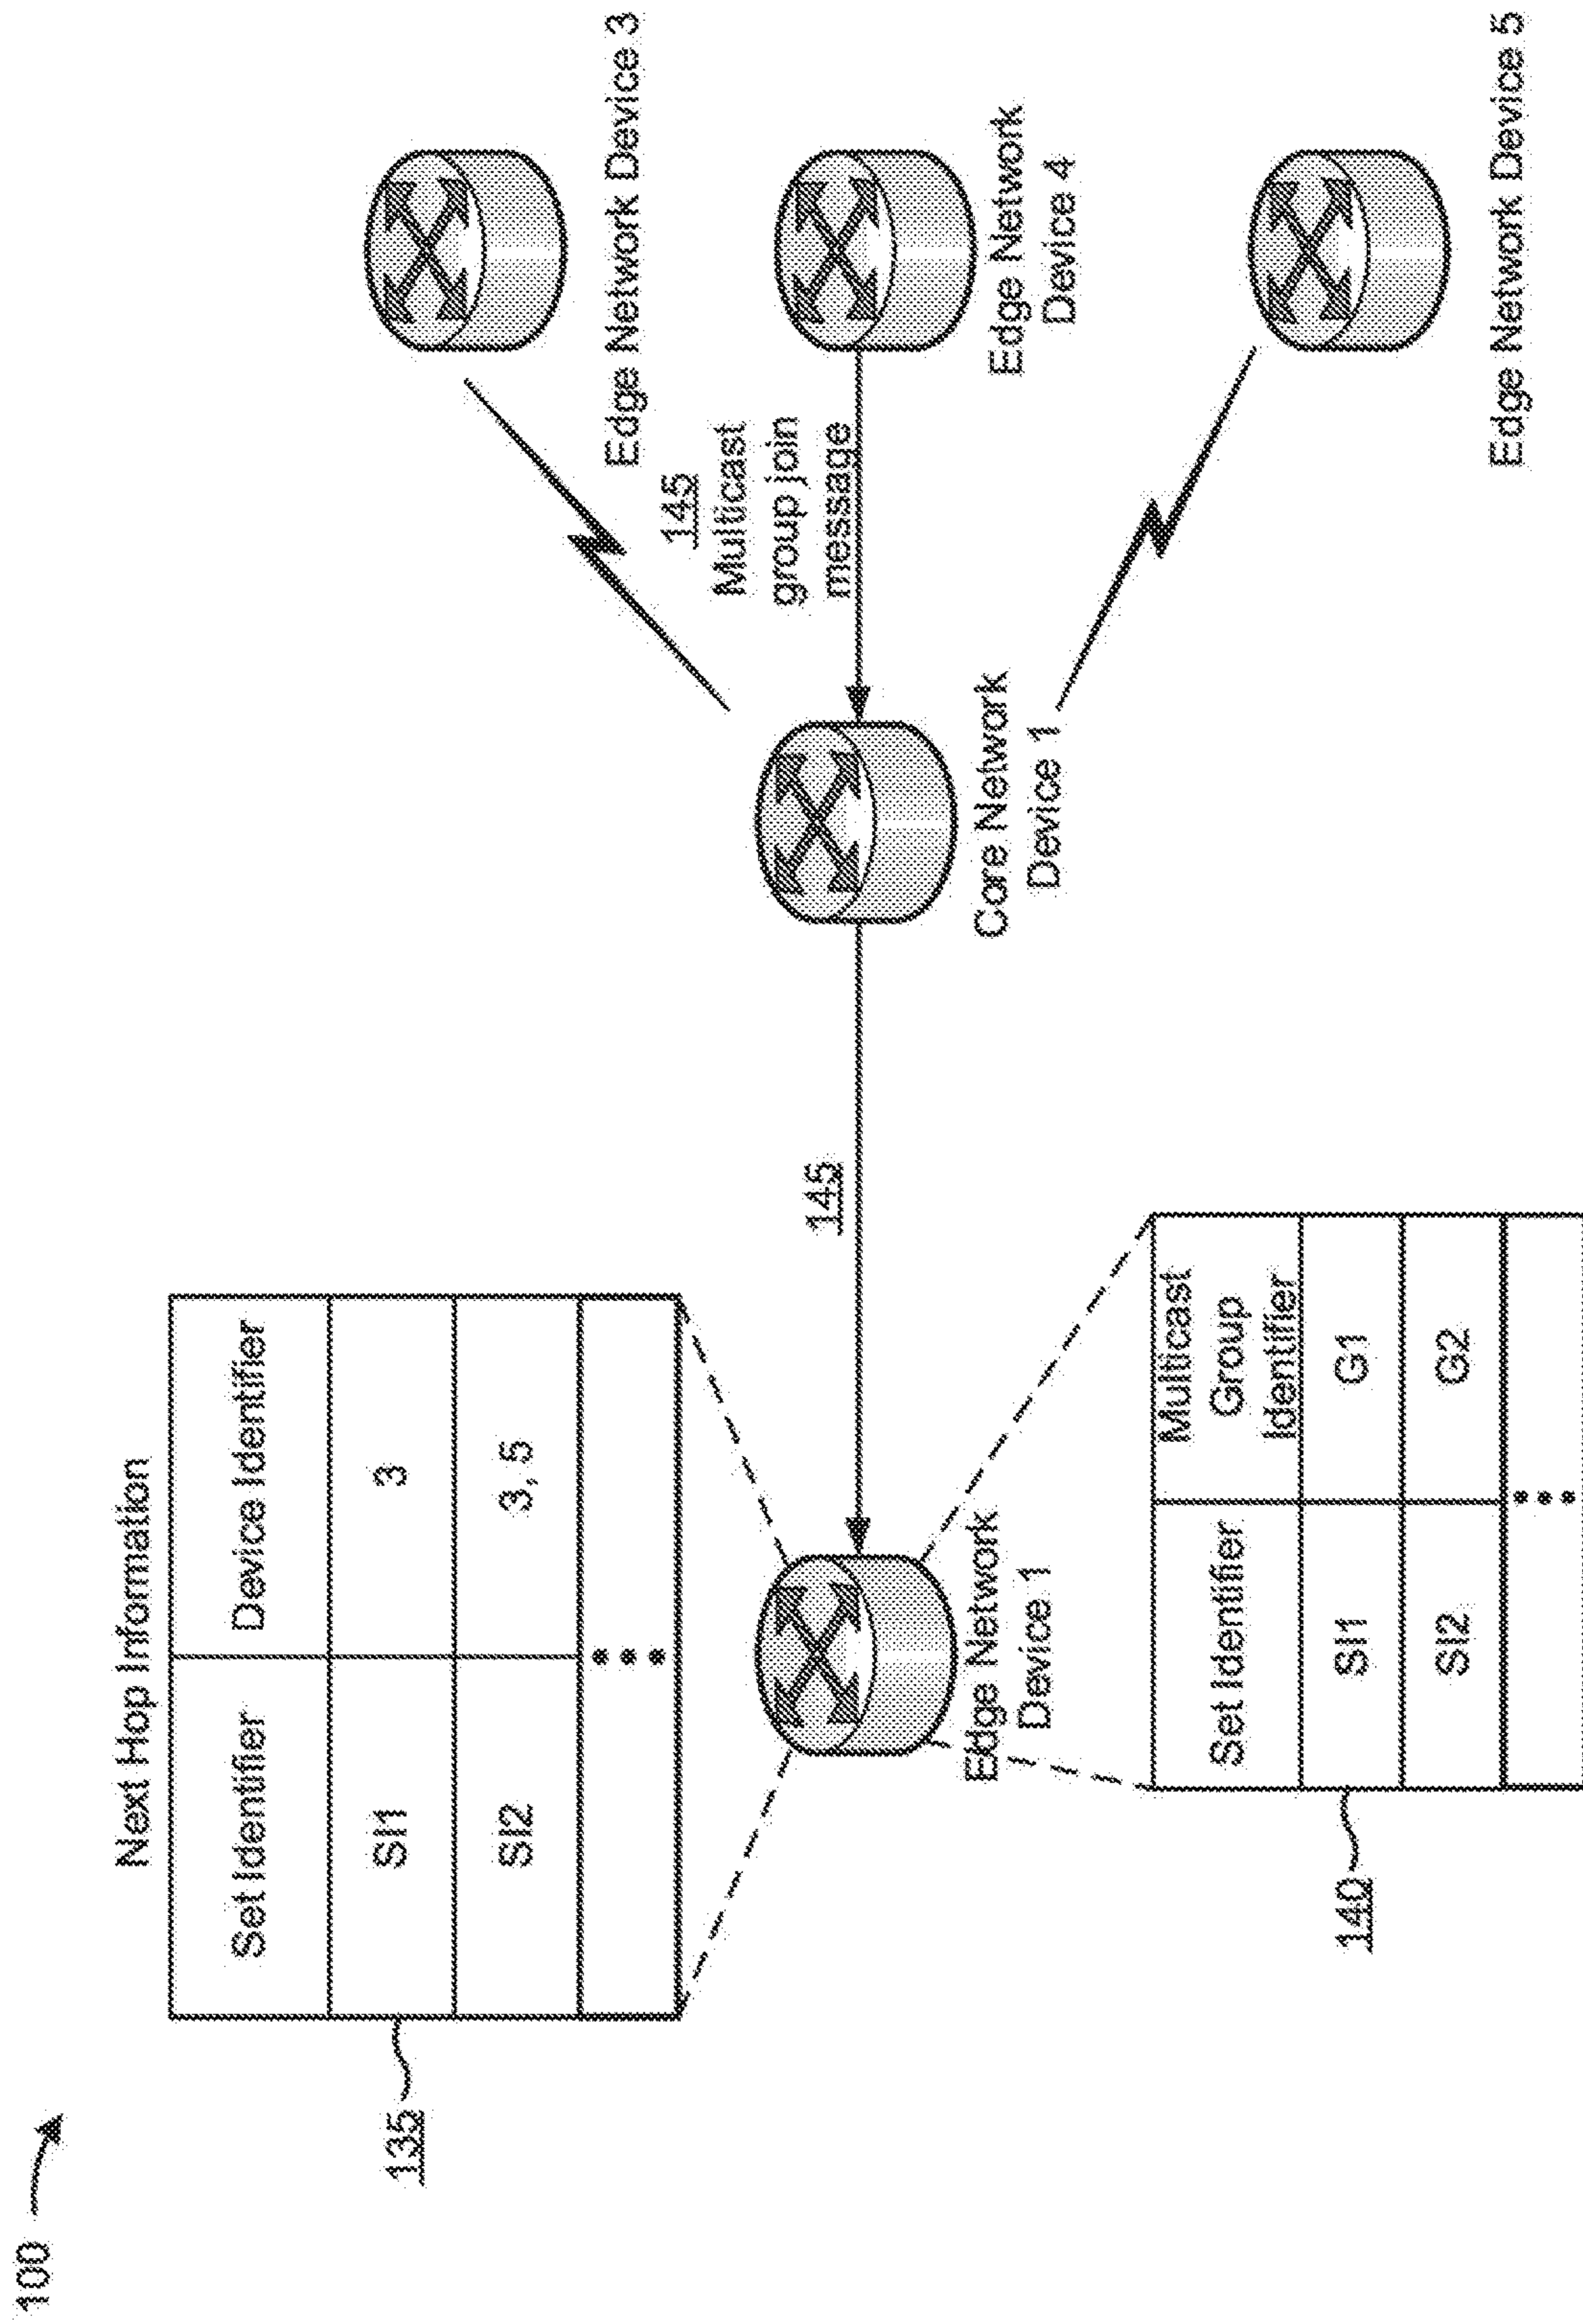 100
Next Hop Information
Set Identifier
Device Identifier
SI1
3
SI2
3, 5
135
Edge Network
Device 1
145
Core Network
Device 1
145
Multicast
group join
message
Edge Network Device 3
Edge Network
Device 4
Edge Network Device 5
Set Identifier
Multicast
Group
Identifier
SI1
G1
SI2
G2
140